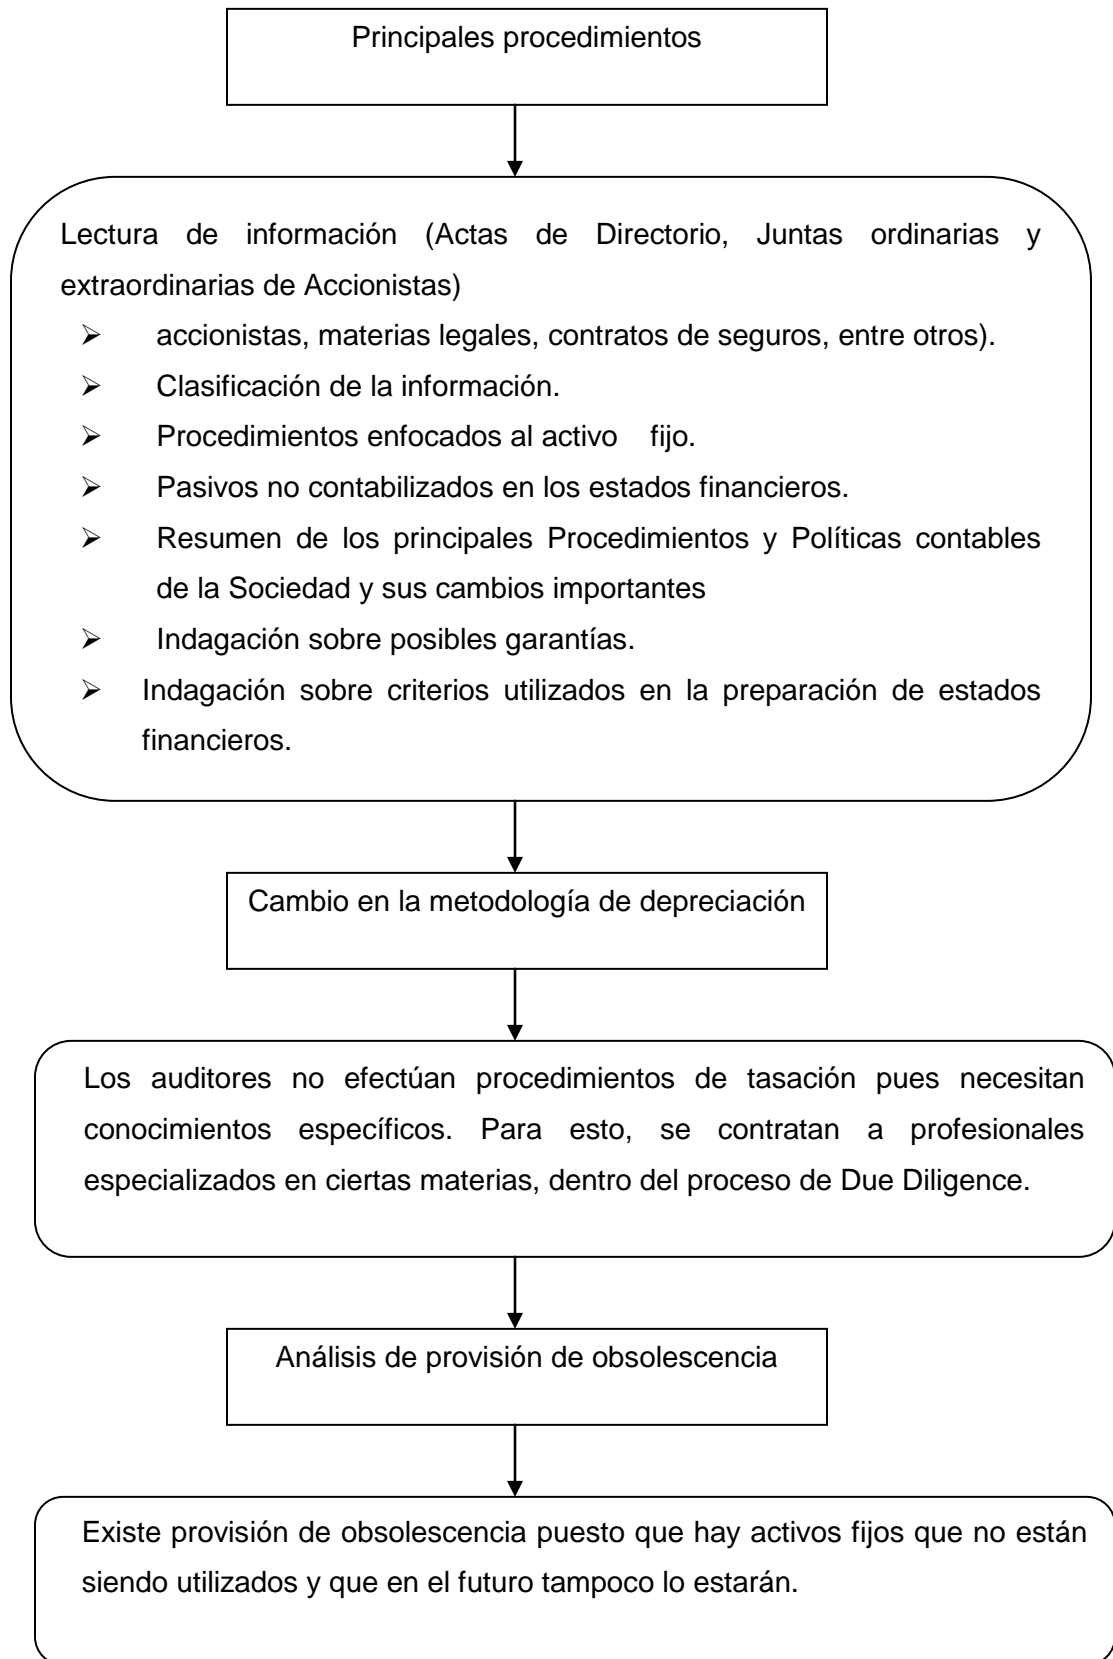 Principales procedimientos
Lectura de información (Actas de Directorio, Juntas ordinarias y
extraordinarias de Accionistas)
➢ accionistas, materias legales, contratos de seguros, entre otros).
➢ Clasificación de la información.
➢ Procedimientos enfocados al activo fijo.
➢ Pasivos no contabilizados en los estados financieros.
➢ Resumen de los principales Procedimientos y Políticas contables
de la Sociedad y sus cambios importantes
➢ Indagación sobre posibles garantías.
➢ Indagación sobre criterios utilizados en la preparación de estados
financieros.
Cambio en la metodología de depreciación
Los auditores no efectúan procedimientos de tasación pues necesitan
conocimientos específicos. Para esto, se contratan a profesionales
especializados en ciertas materias, dentro del proceso de Due Diligence.
Análisis de provisión de obsolescencia
Existe provisión de obsolescencia puesto que hay activos fijos que no están
siendo utilizados y que en el futuro tampoco lo estarán.